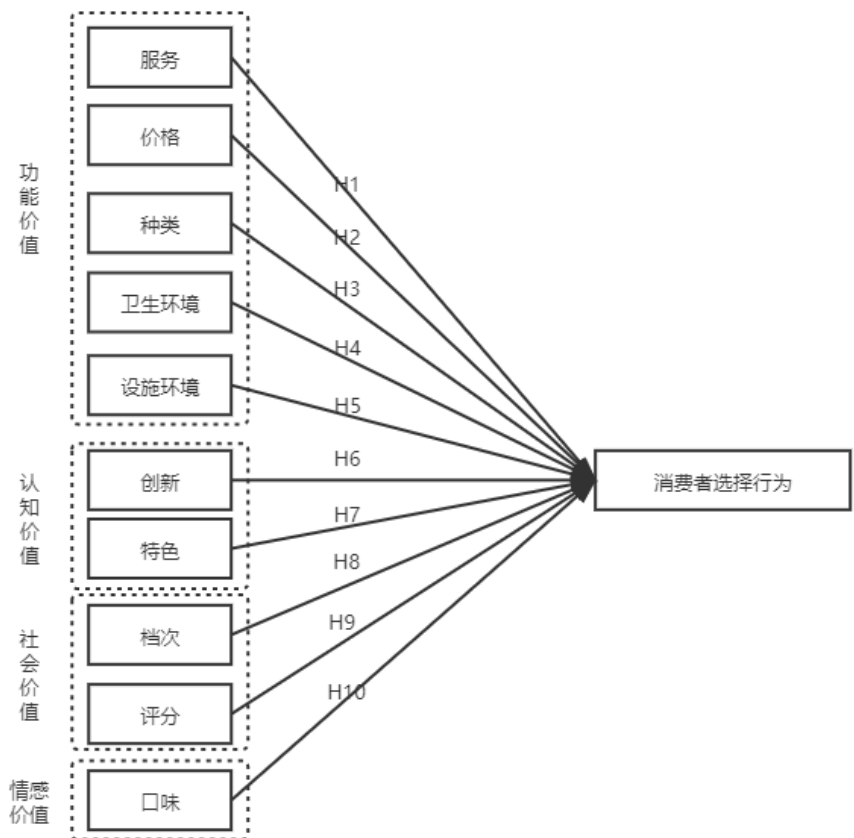 功能价值
服务
价格
种类
卫生环境
设施环境
认知价值
创新
特色
社会价值
档次
评分
情感
价值
口味
H1
H2
H3
H4
H5
H6
H7
H8
H9
H10
消费者选择行为